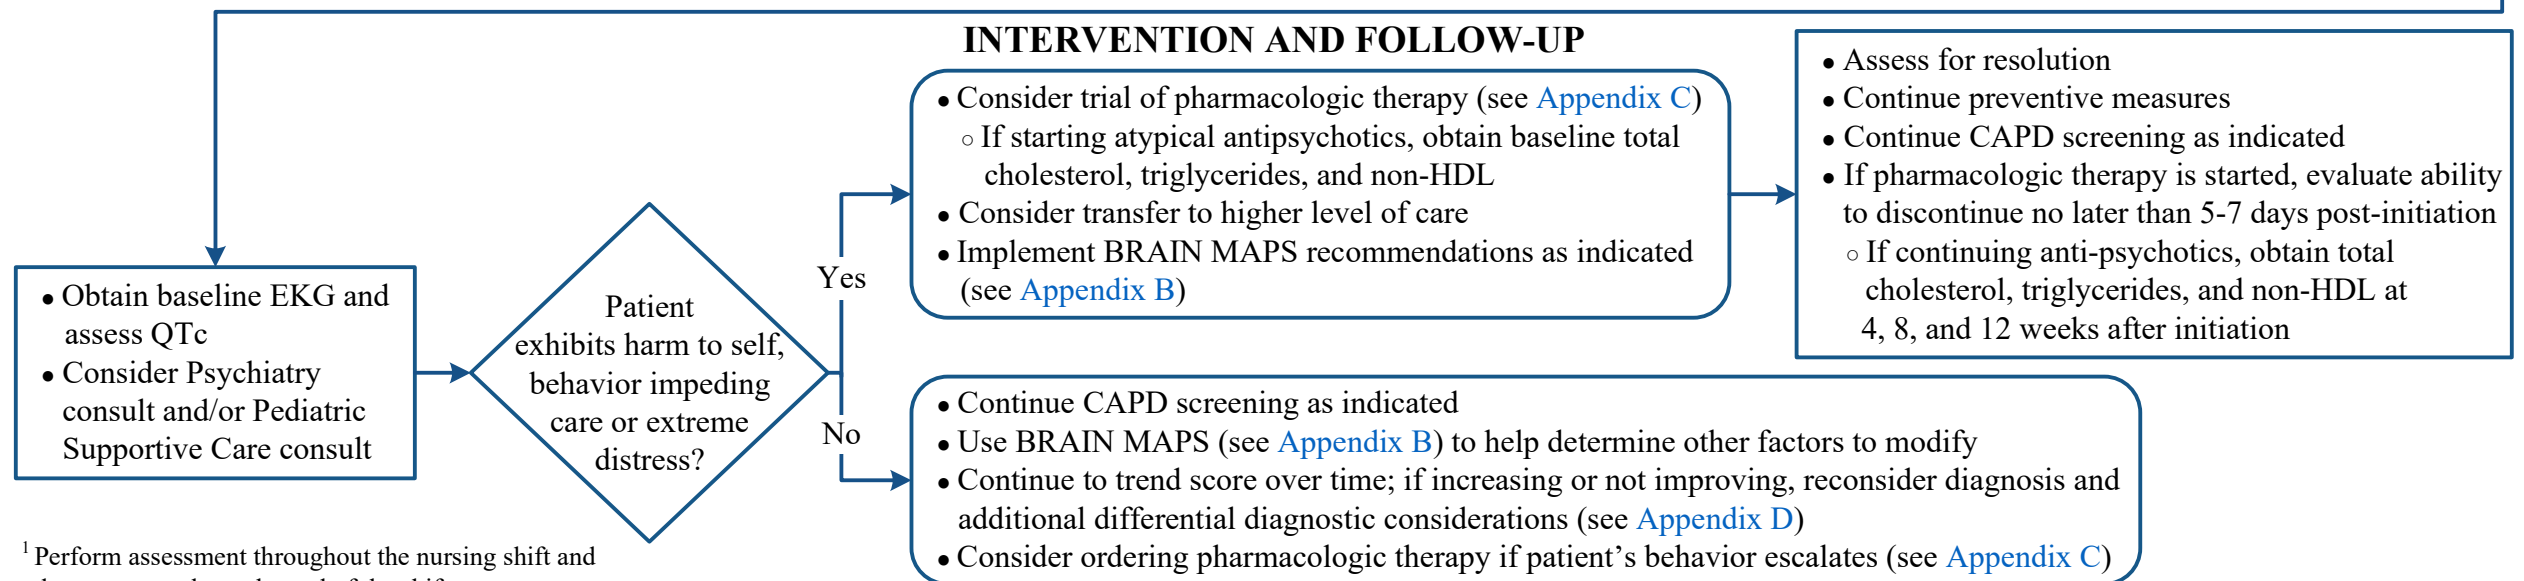 INTERVENTION AND FOLLOW-UP
• Obtain baseline EKG and
assess QTc
• Consider Psychiatry
consult and/or Pediatric
Supportive Care consult
Patient
exhibits harm to self,
behavior impeding
care or extreme
distress?
Yes
• Consider trial of pharmacologic therapy (see Appendix C)
○ If starting atypical antipsychotics, obtain baseline total
cholesterol, triglycerides, and non-HDL
• Consider transfer to higher level of care
• Implement BRAIN MAPS recommendations as indicated
(see Appendix B)
• Assess for resolution
• Continue preventive measures
• Continue CAPD screening as indicated
• If pharmacologic therapy is started, evaluate ability
to discontinue no later than 5-7 days post-initiation
○ If continuing anti-psychotics, obtain total
cholesterol, triglycerides, and non-HDL at
4, 8, and 12 weeks after initiation
No
• Continue CAPD screening as indicated
• Use BRAIN MAPS (see Appendix B) to help determine other factors to modify
• Continue to trend score over time; if increasing or not improving, reconsider diagnosis and
additional differential diagnostic considerations (see Appendix D)
• Consider ordering pharmacologic therapy if patient's behavior escalates (see Appendix C)
1 Perform assessment throughout the nursing shift and